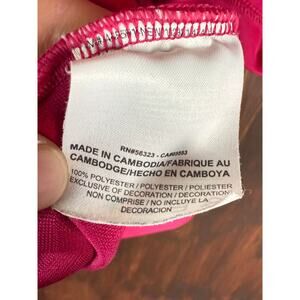 RN#56323 - CA#05553
MADE IN CAMBODIA/FABRIQUE AU
CAMBODGE/HECHO EN CAMBOYA
100% POLYESTER / POLYESTER / POLIESTER
EXCLUSIVE OF DECORATION / DECORATION
NON COMPRISE / NO INCLUYE LA
DECORACION